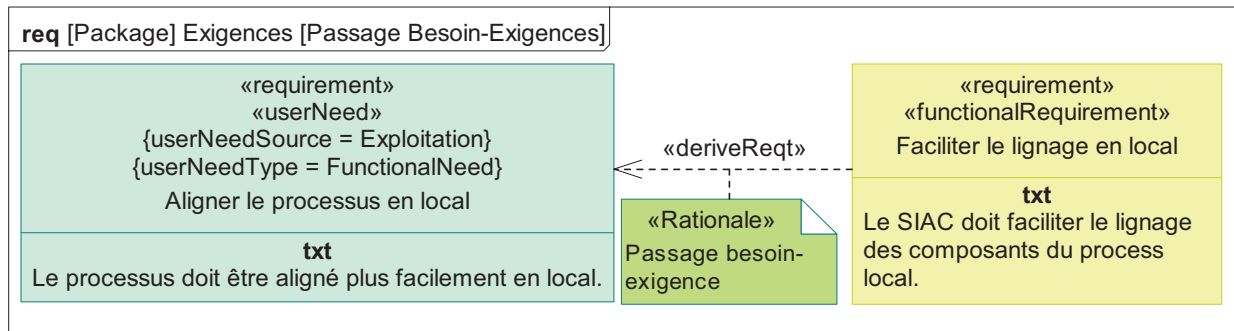 req [Package] Exigences [Passage Besoin-Exigences]
«requirement»
«userNeed»
{userNeedSource = Exploitation}
{userNeedType = FunctionalNeed}
Aligner le processus en local
txt
Le processus doit être aligné plus facilement en local.
«deriveReqt»
«Rationale»
Passage besoin-
exigence
«requirement»
«functionalRequirement»
Faciliter le lignage en local
txt
Le SIAC doit faciliter le lignage
des composants du process
local.